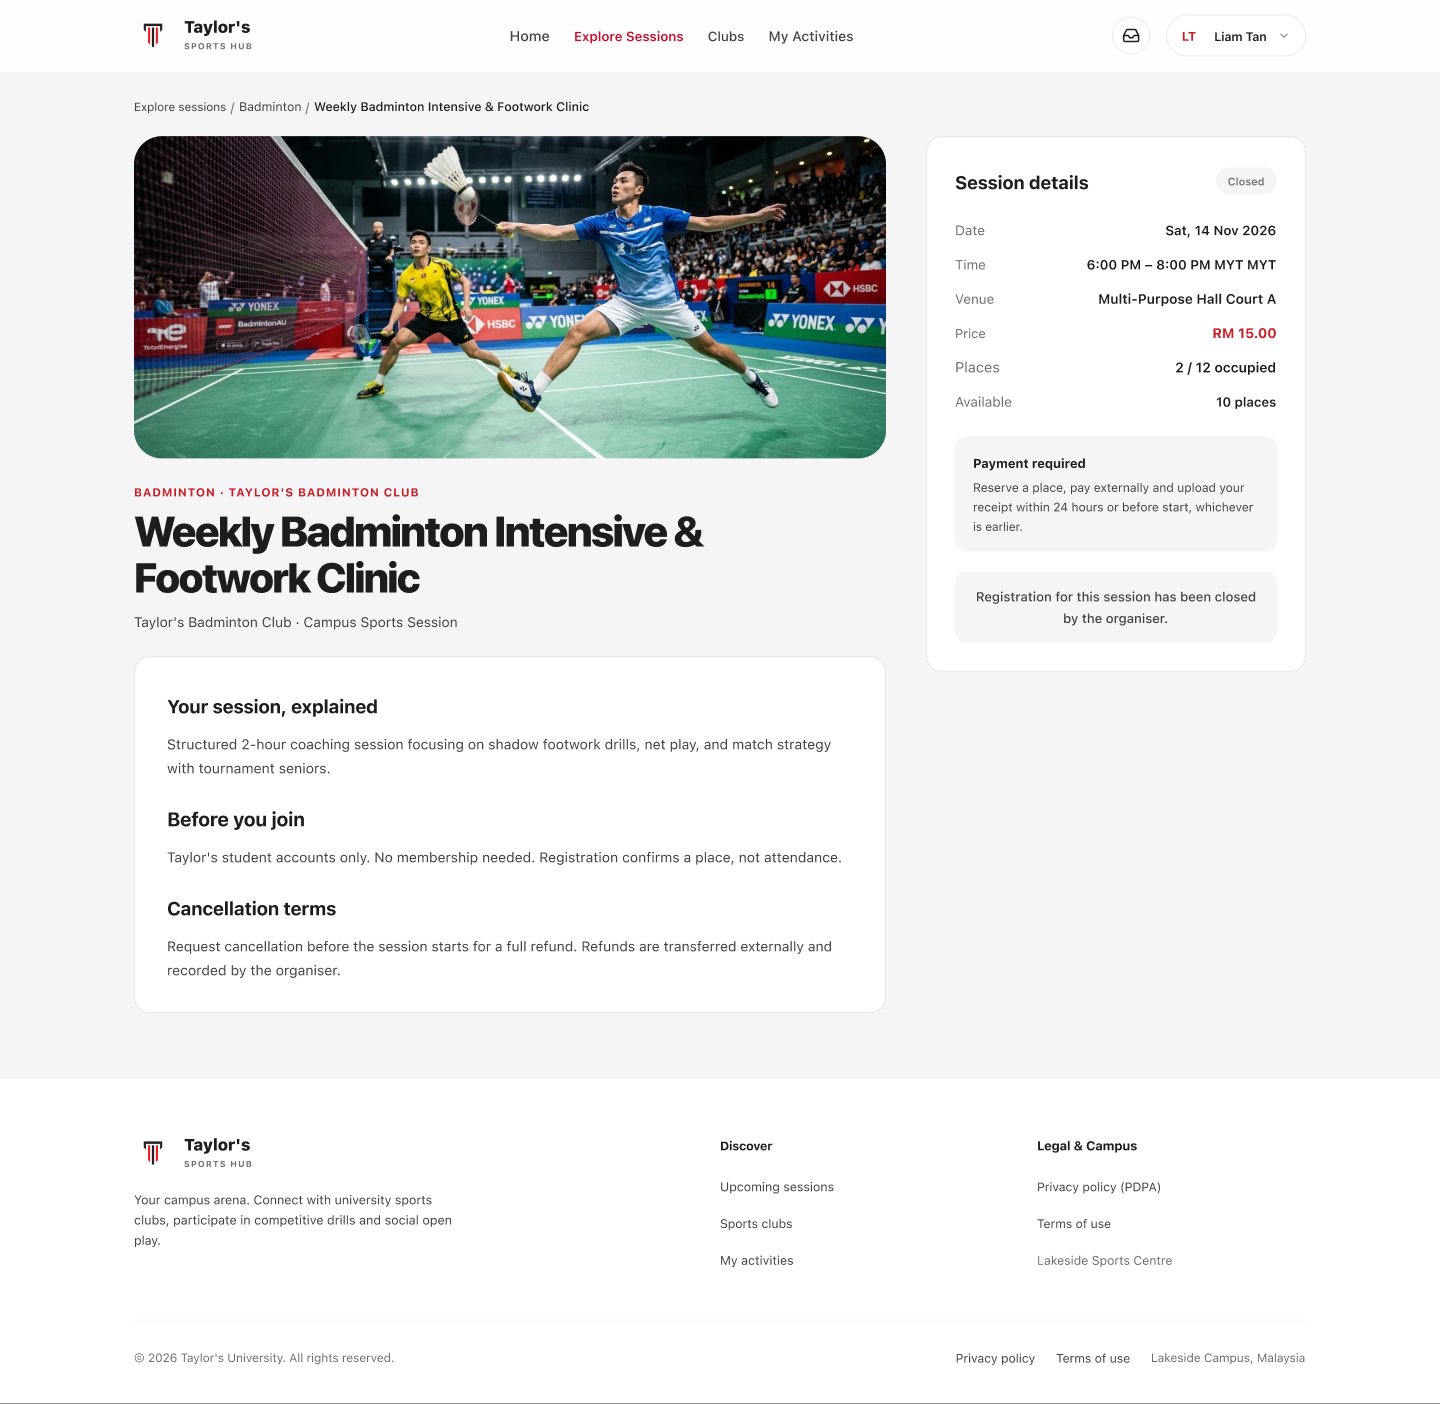 Taylor's
SPORTS HUB
Home
Explore Sessions
Clubs
My Activities
LT
Liam Tan
Explore sessions / Badminton / Weekly Badminton Intensive & Footwork Clinic
TotalEnergies
YONEX
BadmintonAU
YONEX
HSBC
YONEX
HSBC
YONEX
BADMINTON · TAYLOR'S BADMINTON CLUB
Weekly Badminton Intensive &
Footwork Clinic
Taylor's Badminton Club · Campus Sports Session
Your session, explained
Structured 2-hour coaching session focusing on shadow footwork drills, net play, and match strategy
with tournament seniors.
Before you join
Taylor's student accounts only. No membership needed. Registration confirms a place, not attendance.
Cancellation terms
Request cancellation before the session starts for a full refund. Refunds are transferred externally and
recorded by the organiser.
Session details
Closed
Date
Sat, 14 Nov 2026
Time
6:00 PM – 8:00 PM MYT MYT
Venue
Multi-Purpose Hall Court A
Price
RM 15.00
Places
2 / 12 occupied
Available
10 places
Payment required
Reserve a place, pay externally and upload your
receipt within 24 hours or before start, whichever
is earlier.
Registration for this session has been closed
by the organiser.
Taylor's
SPORTS HUB
Your campus arena. Connect with university sports
clubs, participate in competitive drills and social open
play.
Discover
Upcoming sessions
Sports clubs
My activities
Legal & Campus
Privacy policy (PDPA)
Terms of use
Lakeside Sports Centre
© 2026 Taylor's University. All rights reserved.
Privacy policy
Terms of use
Lakeside Campus, Malaysia